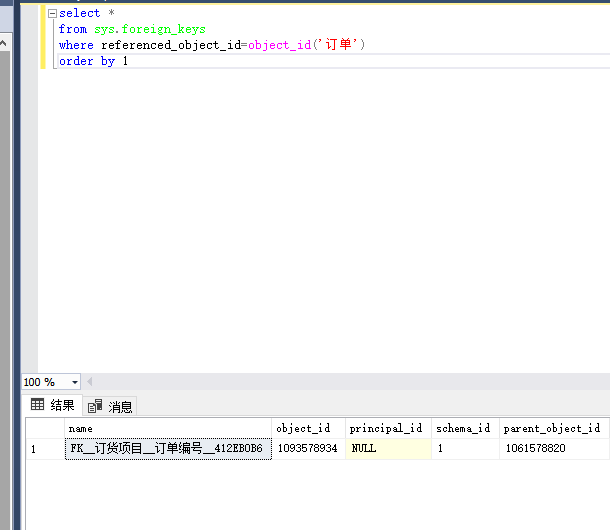 select *
from sys.foreign_keys
where referenced_object_id=object_id('订单')
order by 1
100 %
结果 消息
name object_id principal_id schema_id parent_object_id
1 FK__订货项目__订单编号__412EB0B6 1093578934 NULL 1 1061578820